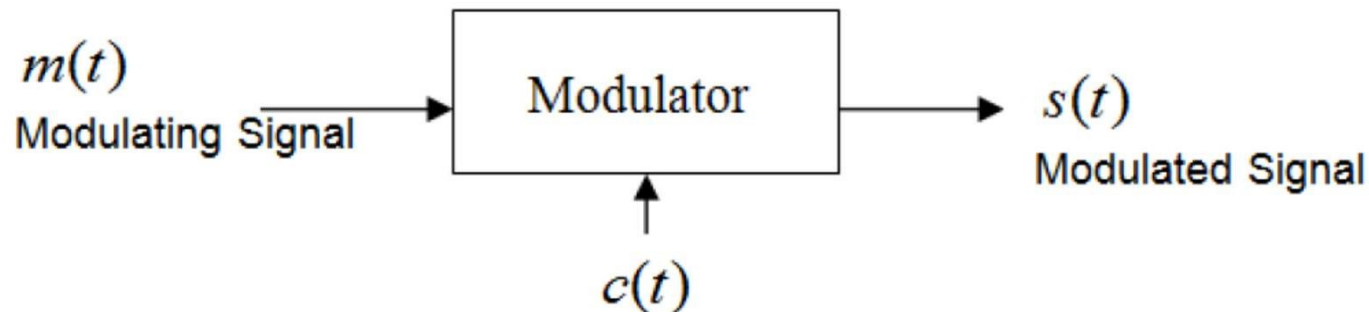 m(t)
Modulating Signal
Modulator
s(t)
Modulated Signal
c(t)